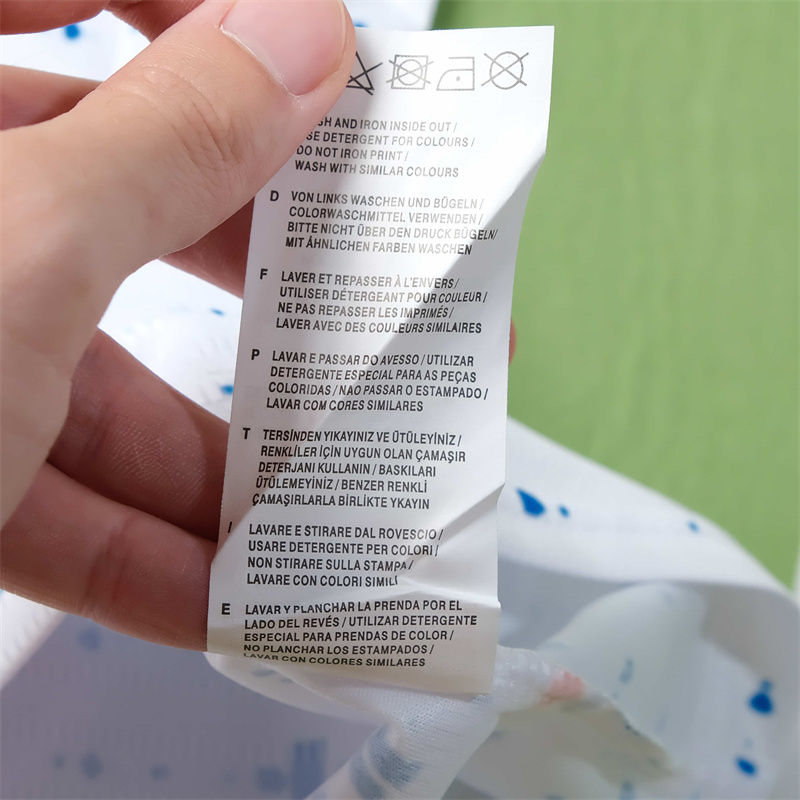 AND IRON INSIDE OUT /
DETERGENT FOR COLOURS /
DO NOT IRON PRINT /
WASH WITH SIMILAR COLOURS
D VON LINKS WASCHEN UND BÜGELN /
COLORWASCHMITTEL VERWENDEN /
BITTE NICHT ÜBER DEN DRUCK BÜGELN/
MIT ÄHNLICHEN FARBEN WASCHEN
F LAVER ET REPASSER À L'ENVERS/
UTILISER DÉTERGEANT POUR COULEUR /
NE PAS REPASSER LES IMPRIMÉS /
LAVER AVEC DES COULEURS SIMILAIRES
P LAVAR E PASSAR DO AVESSO / UTILIZAR
DETERGENTE ESPECIAL PARA AS PEÇAS
COLORIDAS / NAO PASSAR O ESTAMPADO /
LAVAR COM CORES SIMILARES
T TERSİNDEN YIKAYINIZ VE ÜTÜLEYİNİZ /
RENKLİLER İÇİN UYGUN OLAN ÇAMAŞIR
DETERJANI KULLANIN / BASKILARI
ÜTÜLEMEYİNİZ / BENZER RENKLİ
ÇAMAŞIRLARLA BİRLİKTE YKAYIN
I LAVARE E STIRARE DAL ROVESCIO /
USARE DETERGENTE PER COLORI /
NON STIRARE SULLA STAMPA /
LAVARE CON COLORI SIMILI
E LAVAR Y PLANCHAR LA PRENDA POR EL
LADO DEL REVÉS / UTILIZAR DETERGENTE
ESPECIAL PARA PRENDAS DE COLOR /
NO PLANCHAR LOS ESTAMPADOS /
LAVAR CON COLORES SIMILARES